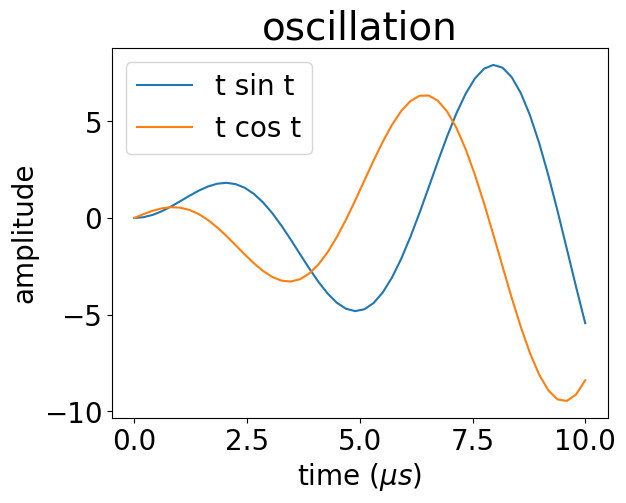 oscillation
t sin t
t cos t
amplitude
5
0
−5
−10
0.0 2.5 5.0 7.5 10.0
time (μs)